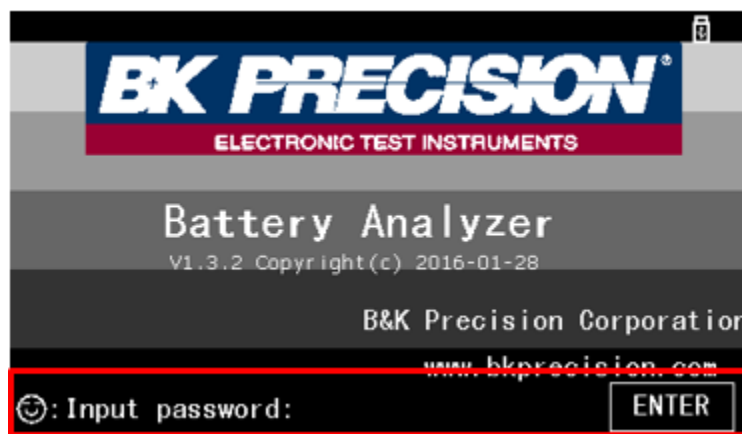 BK PRECISION®
ELECTRONIC TEST INSTRUMENTS
Battery Analyzer
V1.3.2 Copyright(c) 2016-01-28
B&K Precision Corporation
www.bkprecision.com
:Input password:
ENTER